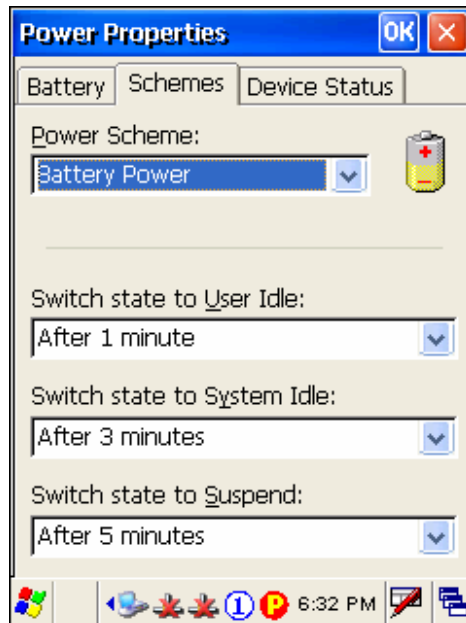 Power Properties OK
Battery Schemes Device Status
Power Scheme:
Battery Power
Switch state to User Idle:
After 1 minute
Switch state to System Idle:
After 3 minutes
Switch state to Suspend:
After 5 minutes
1 P 6:32 PM